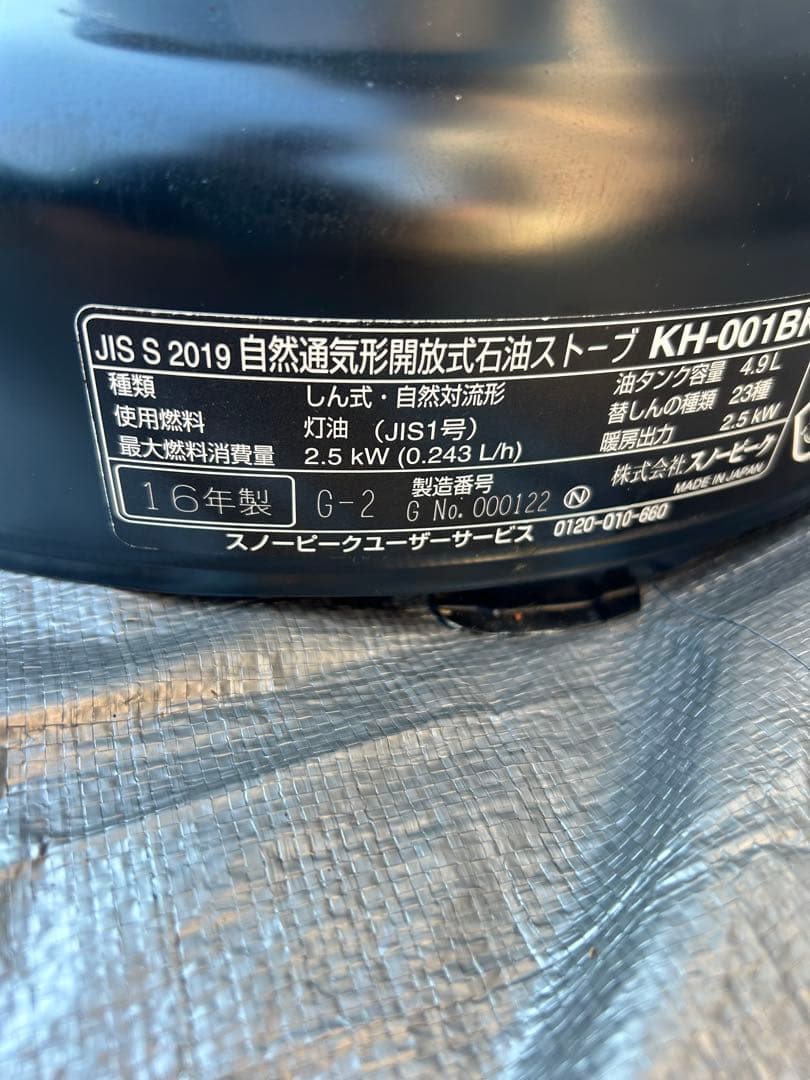 JIS S 2019 自然通気形開放式石油ストーブ KH-001BK
種類 しん式・自然対流形 油タンク容量 4.9L
使用燃料 灯油 (JIS1号) 替しんの種類 23種
最大燃料消費量 2.5 kW (0.243 L/h) 暖房出力 2.5 kW
16年製 G-2 製造番号 G No. 000122 N 株式会社スノーピーク
MADE IN JAPAN
スノーピークユーザーサービス 0120-010-660